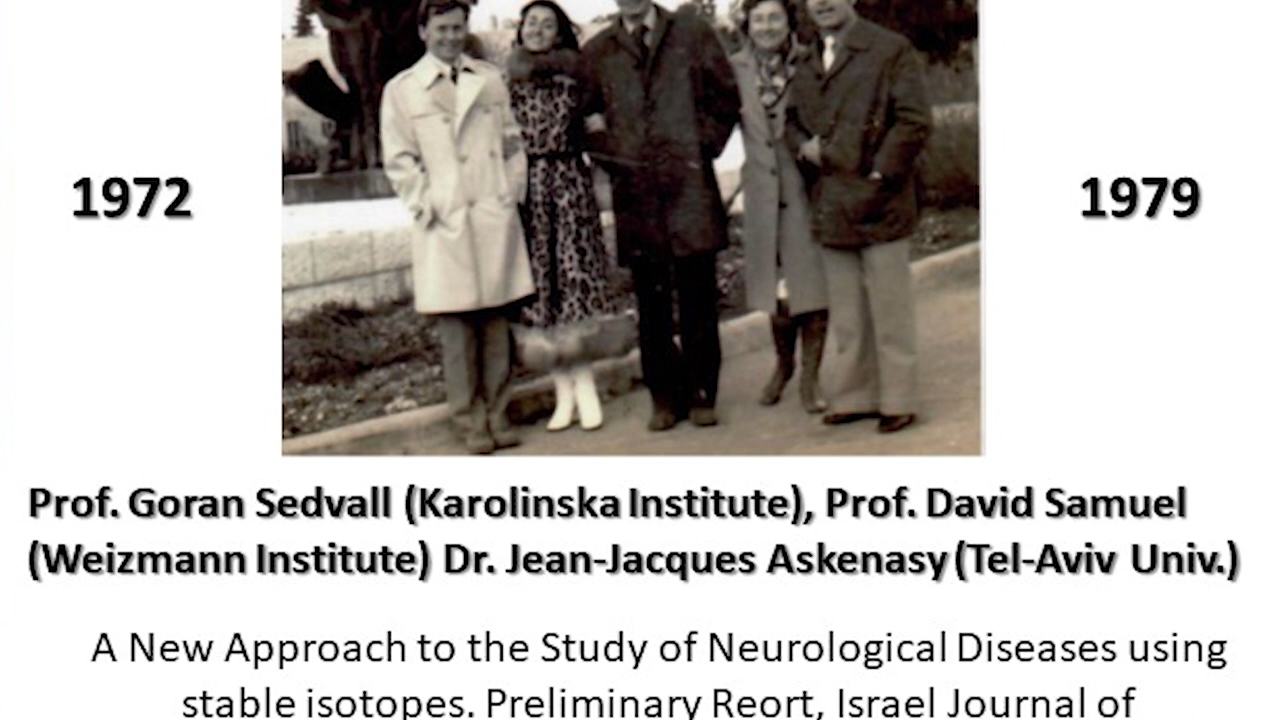 1972
1979
Prof. Goran Sedvall (Karolinska Institute), Prof. David Samuel
(Weizmann Institute) Dr. Jean-Jacques Askenasy (Tel-Aviv Univ.)
A New Approach to the Study of Neurological Diseases using
stable isotopes. Preliminary Reort, Israel Journal of